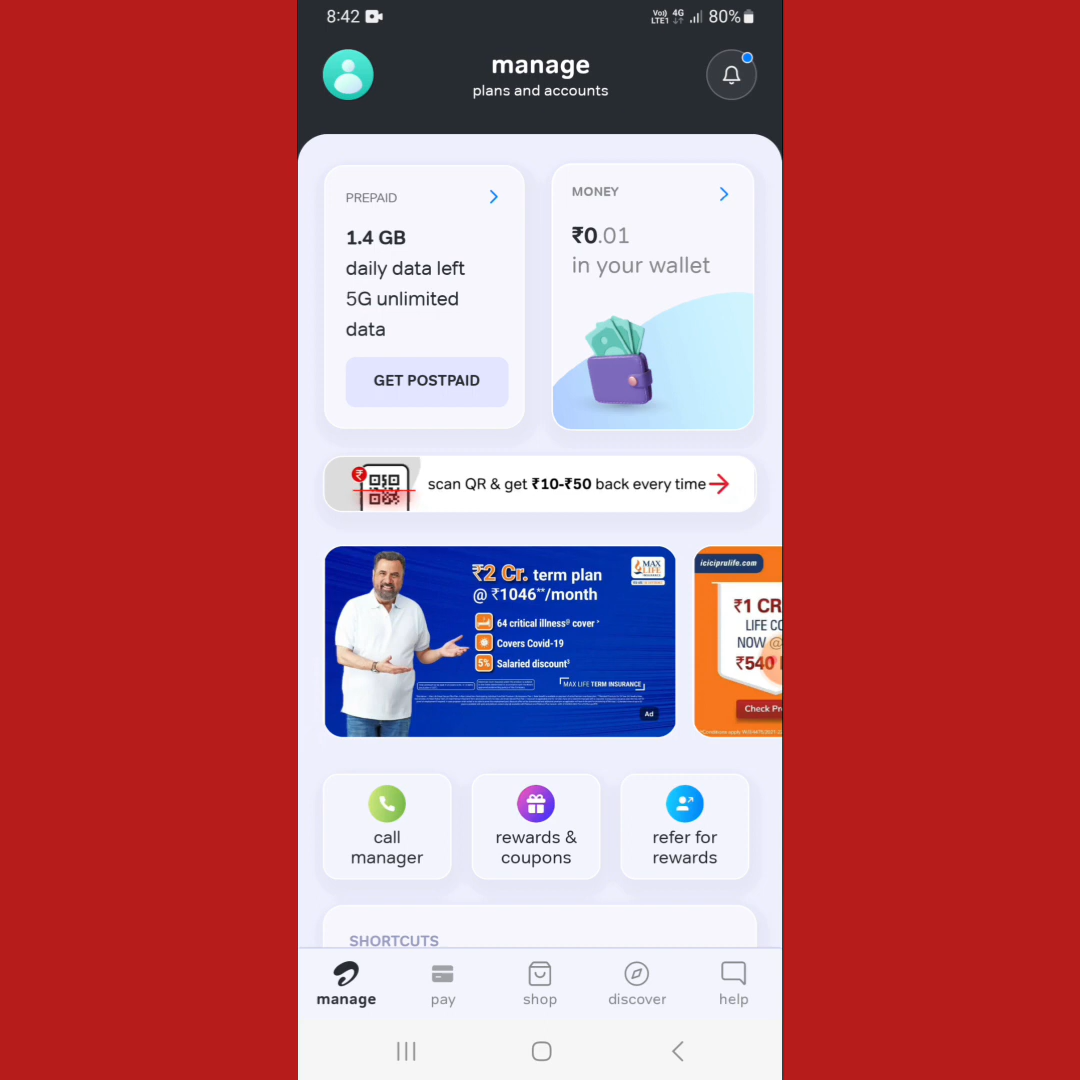 8:42
Vo)) 4G
LTE1
80%
manage
plans and accounts
PREPAID
1.4 GB
daily data left
5G unlimited
data
GET POSTPAID
MONEY
₹0.01
in your wallet
₹
scan QR & get ₹10-₹50 back every time
₹2 Cr. term plan
@ ₹1046**/month
64 critical illness
cover
Covers Covid-19
5% Salaried discount
MAX LIFE TERM INSURANCE
MAX
LIFE
INSURANCE
Ad
iciciprulife.com
₹1 CR
LIFE CO
NOW @
₹540
Check Pr
call
manager
rewards &
coupons
refer for
rewards
SHORTCUTS
manage
pay
shop
discover
help